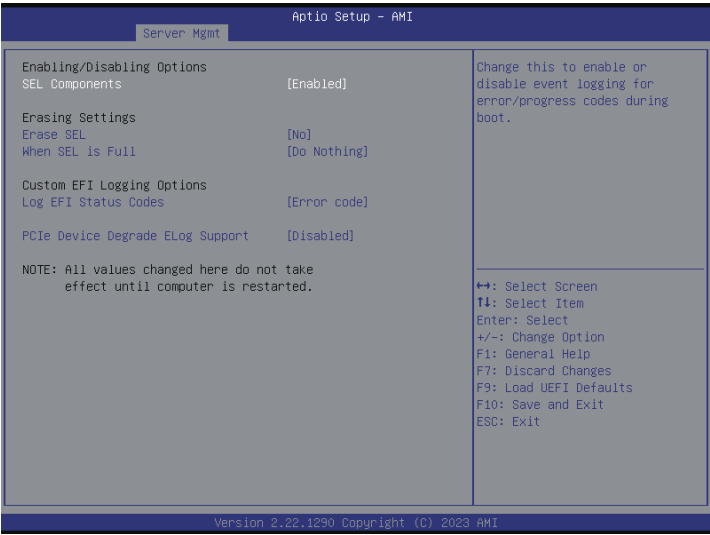 Aptio Setup – AMI
Server Mgmt
Enabling/Disabling Options
SEL Components [Enabled]
Erasing Settings
Erase SEL [No]
When SEL is Full [Do Nothing]
Custom EFI Logging Options
Log EFI Status Codes [Error code]
PCIe Device Degrade ELog Support [Disabled]
NOTE: All values changed here do not take
effect until computer is restarted.
Change this to enable or
disable event logging for
error/progress codes during
boot.
↔: Select Screen
↑↓: Select Item
Enter: Select
+/-: Change Option
F1: General Help
F7: Discard Changes
F9: Load UEFI Defaults
F10: Save and Exit
ESC: Exit
Version 2.22.1290 Copyright (C) 2023 AMI